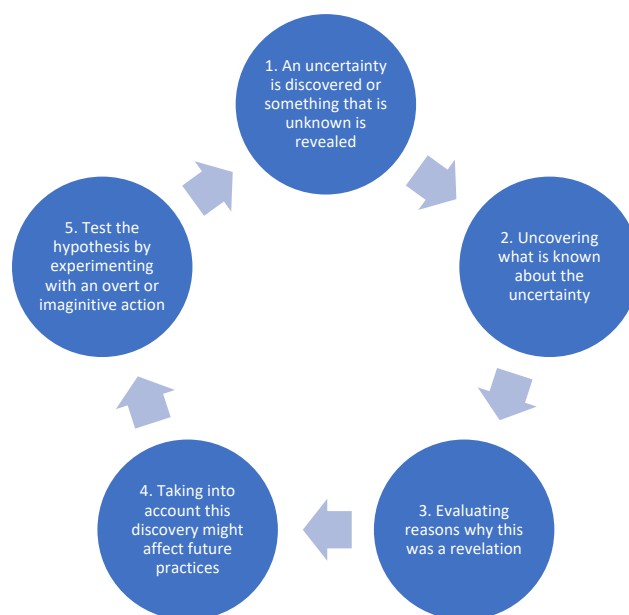 1. An uncertainty
is discovered or
something that is
unknown is
revealed
2. Uncovering
what is known
about the
uncertainty
3. Evaluating
reasons why this
was a revelation
4. Taking into
account this
discovery might
affect future
practices
5. Test the
hypothesis by
experimenting
with an overt or
imaginitive action